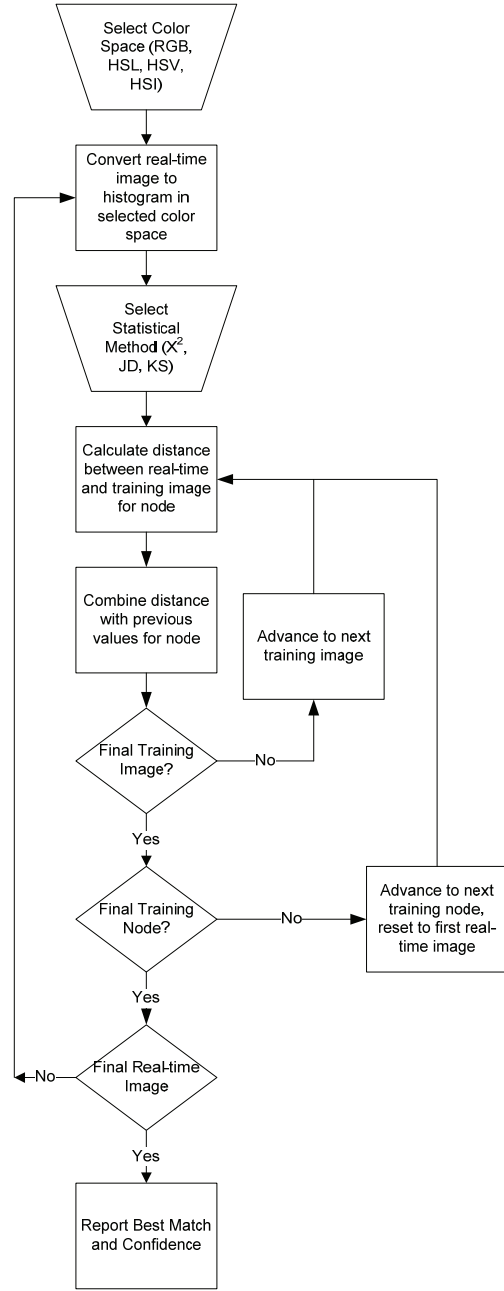 Select Color
Space (RGB,
HSL, HSV,
HSI)
Convert real-time
image to
histogram in
selected color
space
Select
Statistical
Method (X²,
JD, KS)
Calculate distance
between real-time
and training image
for node
Combine distance
with previous
values for node
Advance to next
training image
Final Training
Image?
No
Yes
Final Training
Node?
No
Advance to next
training node,
reset to first real-
time image
Yes
Final Real-time
Image
No
Yes
Report Best Match
and Confidence